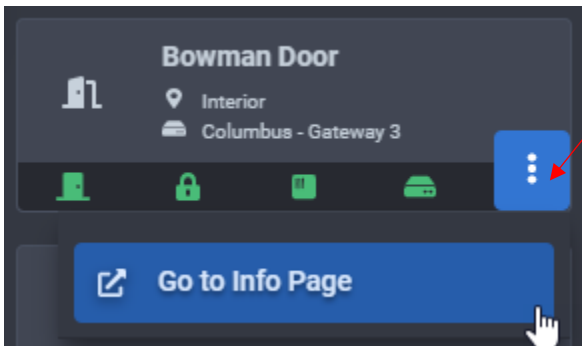 Bowman Door
Interior
Columbus - Gateway 3
Go to Info Page